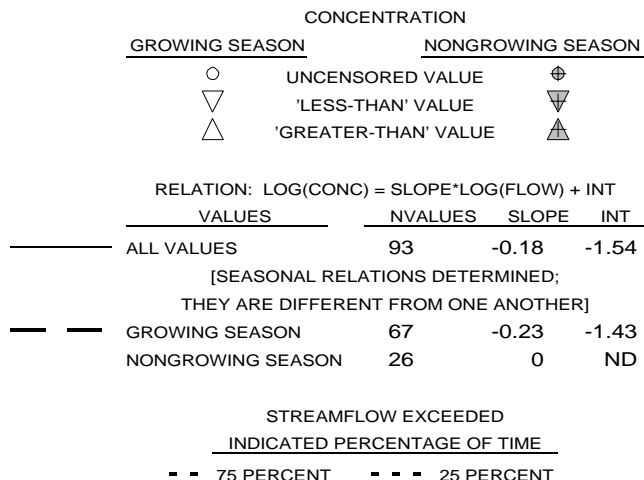 CONCENTRATION
GROWING SEASON NONGROWING SEASON
UNCENSORED VALUE
'LESS-THAN' VALUE
'GREATER-THAN' VALUE
RELATION: LOG(CONC) = SLOPE*LOG(FLOW) + INT
VALUES NVALUES SLOPE INT
ALL VALUES 93 -0.18 -1.54
[SEASONAL RELATIONS DETERMINED;
THEY ARE DIFFERENT FROM ONE ANOTHER]
GROWING SEASON 67 -0.23 -1.43
NONGROWING SEASON 26 0 ND
STREAMFLOW EXCEEDED
INDICATED PERCENTAGE OF TIME
75 PERCENT 25 PERCENT